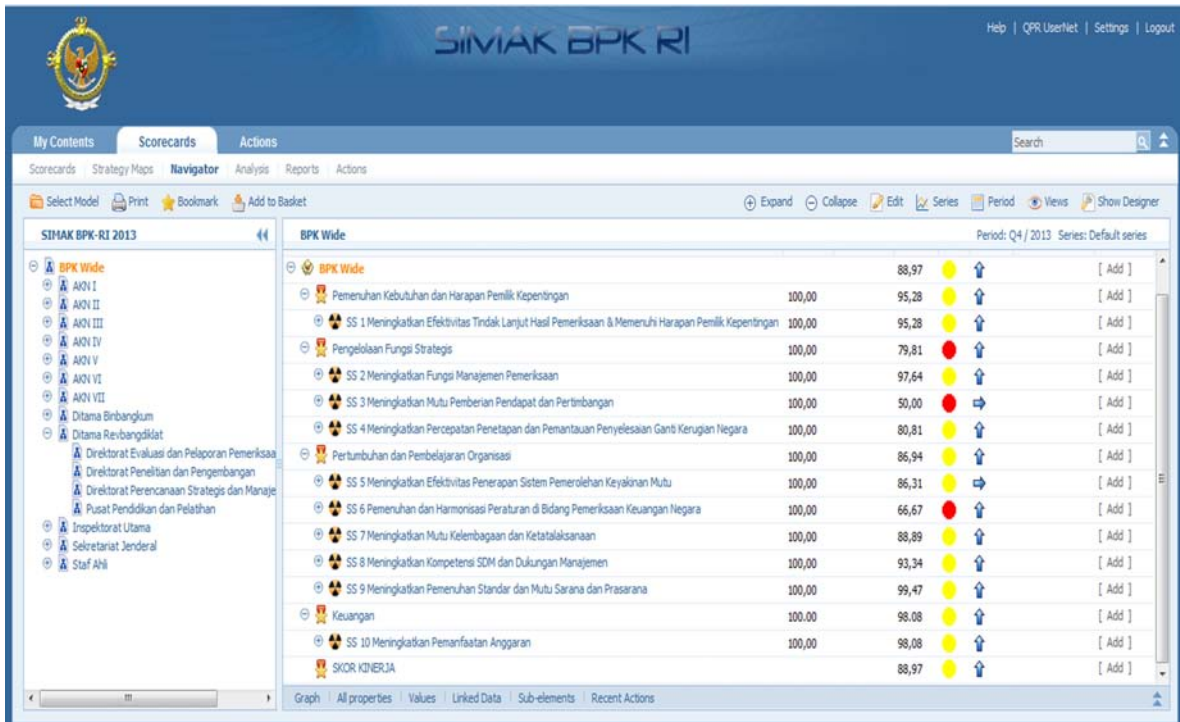 SIMAK BPK RI
Help | QPR UserNet | Settings | Logout
My Contents Scorecards Actions
Search
Scorecards Strategy Maps Navigator Analysis Reports Actions
Select Model Print Bookmark Add to Basket
Expand Collapse Edit Series Period Views Show Designer
SIMAK BPK-RI 2013
BPK Wide
AKN I
AKN II
AKN III
AKN IV
AKN V
AKN VI
AKN VII
Ditama Binbangkum
Ditama Revbangdiklat
Direktorat Evaluasi dan Pelaporan Pemeriksaa
Direktorat Penelitian dan Pengembangan
Direktorat Perencanaan Strategis dan Manaje
Pusat Pendidikan dan Pelatihan
Inspektorat Utama
Sekretariat Jenderal
Staf Ahli
BPK Wide Period: Q4 / 2013 Series: Default series
BPK Wide 88,97 [ Add ]
Pemenuhan Kebutuhan dan Harapan Pemilik Kepentingan 100,00 95,28 [ Add ]
SS 1 Meningkatkan Efektivitas Tindak Lanjut Hasil Pemeriksaan & Memenuhi Harapan Pemilik Kepentingan 100,00 95,28 [ Add ]
Pengelolaan Fungsi Strategis 100,00 79,81 [ Add ]
SS 2 Meningkatkan Fungsi Manajemen Pemeriksaan 100,00 97,64 [ Add ]
SS 3 Meningkatkan Mutu Pemberian Pendapat dan Pertimbangan 100,00 50,00 [ Add ]
SS 4 Meningkatkan Percepatan Penetapan dan Pemantauan Penyelesaian Ganti Kerugian Negara 100,00 80,81 [ Add ]
Pertumbuhan dan Pembelajaran Organisasi 100,00 86,94 [ Add ]
SS 5 Meningkatkan Efektivitas Penerapan Sistem Pemerolehan Keyakinan Mutu 100,00 86,31 [ Add ]
SS 6 Pemenuhan dan Harmonisasi Peraturan di Bidang Pemeriksaan Keuangan Negara 100,00 66,67 [ Add ]
SS 7 Meningkatkan Mutu Kelembagaan dan Ketatalaksanaan 100,00 88,89 [ Add ]
SS 8 Meningkatkan Kompetensi SDM dan Dukungan Manajemen 100,00 93,34 [ Add ]
SS 9 Meningkatkan Pemenuhan Standar dan Mutu Sarana dan Prasarana 100,00 99,47 [ Add ]
Keuangan 100.00 98.08 [ Add ]
SS 10 Meningkatkan Pemanfaatan Anggaran 100,00 98,08 [ Add ]
SKOR KINERJA 88,97 [ Add ]
Graph All properties Values Linked Data Sub-elements Recent Actions